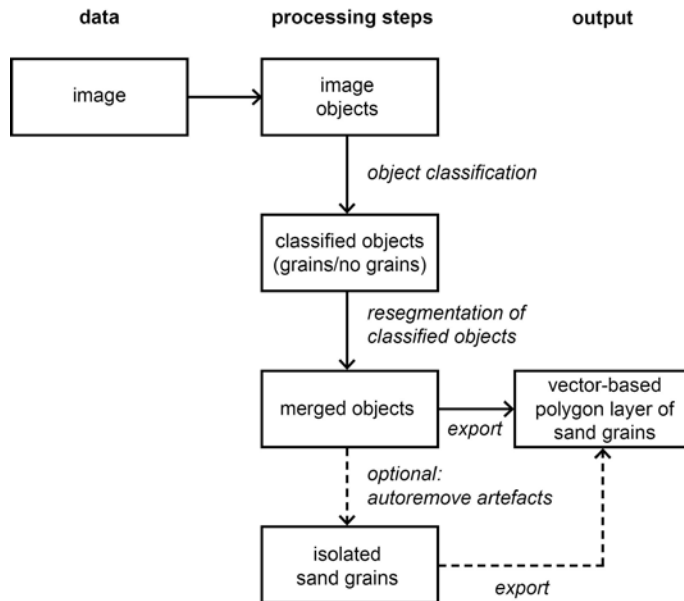 data
processing steps
output
image
image
objects
object classification
classified objects
(grains/no grains)
resegmentation of
classified objects
merged objects
export
vector-based
polygon layer of
sand grains
optional:
autoremove artefacts
isolated
sand grains
export